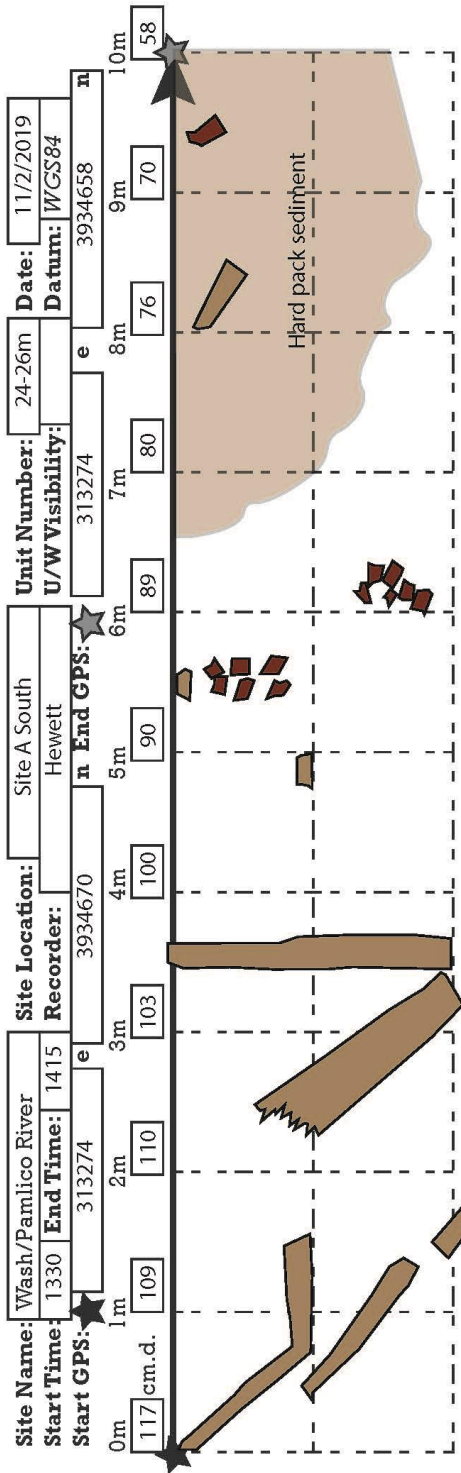 Site Name: Wash/Pamlico River Site Location: Site A South Unit Number: 24-26m Date: 11/2/2019
Start Time: 1330 End Time: 1415 Recorder: Hewett U/W Visibility: Datum: WGS84
Start GPS: 313274 e 3934670 n End GPS: 313274 e 3934658 n
0m 1m 2m 3m 4m 5m 6m 7m 8m 9m 10m
117 cm.d. 109 110 103 100 90 89 80 76 70 58
Hard pack sediment